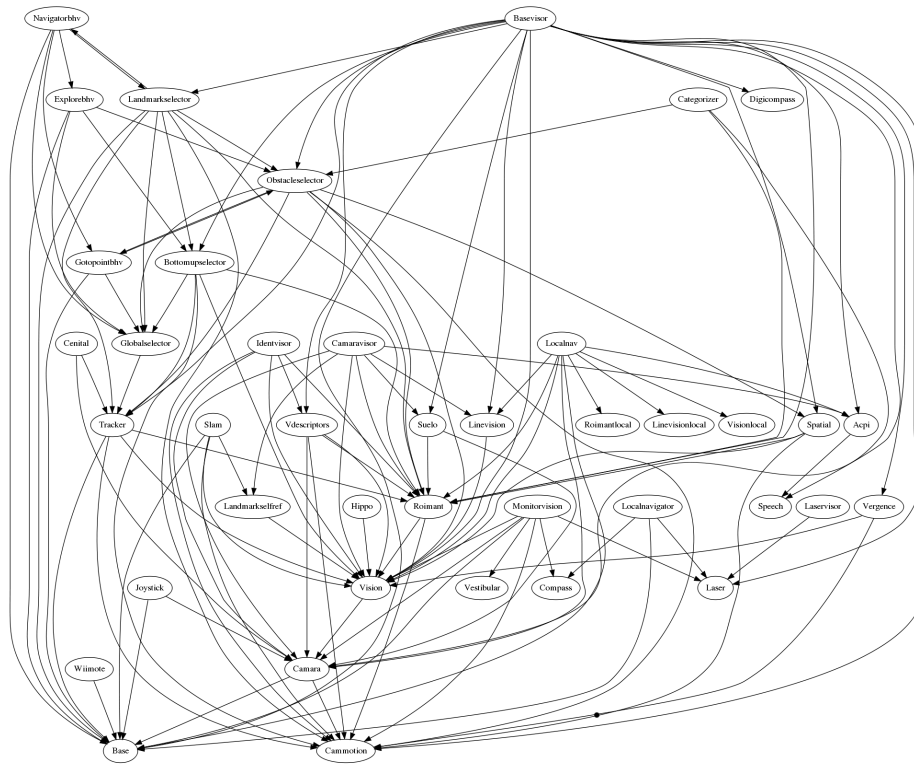 Navigatorbhv
Basevisor
Explorebhv
Landmarkselector
Categorizer
Digicompass
Obstacleselector
Gotopointbhv
Bottomupselector
Cenital
Globalselector
Identvisor
Camaravisor
Localnav
Tracker
Slam
Vdescriptors
Suelo
Linevision
Roimantlocal
Linevisionlocal
Visionlocal
Spatial
Acpi
Landmarkselfref
Hippo
Roimant
Monitorvision
Localnavigator
Speech
Laservisor
Vergence
Joystick
Vision
Vestibular
Compass
Laser
Wiimote
Camara
Base
Cammotion